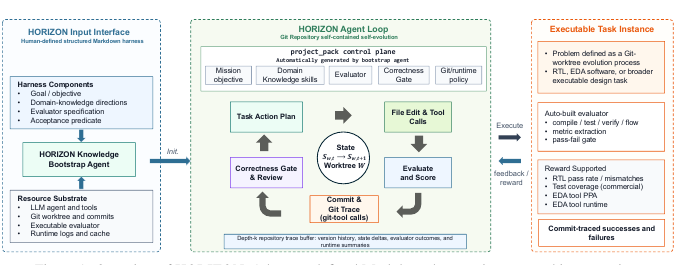 HORIZON Input Interface
Human-defined structured Markdown harness
Harness Components
• Goal / objective
• Domain-knowledge directions
• Evaluator specification
• Acceptance predicate
HORIZON Knowledge
Bootstrap Agent
Resource Substrate
• LLM agent and tools
• Git worktree and commits
• Executable evaluator
• Runtime logs and cache
Init.
HORIZON Agent Loop
Git Repository self-contained self-evolution
project_pack control plane
Automatically generated by bootstrap agent
Mission
objective
Domain
Knowledge skills
Evaluator
Correctness
Gate
Git/runtime
policy
Task Action Plan
File Edit & Tool
Calls
State
Worktree W
Correctness Gate
& Review
Evaluate
and Score
Commit &
Git Trace
(git-tool calls)
Depth-k repository trace buffer: version history, state deltas, evaluator outcomes, and
runtime summaries
Execute
feedback /
reward
Executable Task Instance
• Problem defined as a Git-
worktree evolution process
• RTL, EDA software, or broader
executable design task
Auto-built evaluator
• compile / test / verify / flow
• metric extraction
• pass-fail gate
Reward Supported
• RTL pass rate / mismatches
• Test coverage (commercial)
• EDA tool PPA
• EDA tool runtime
Commit-traced successes and
failures